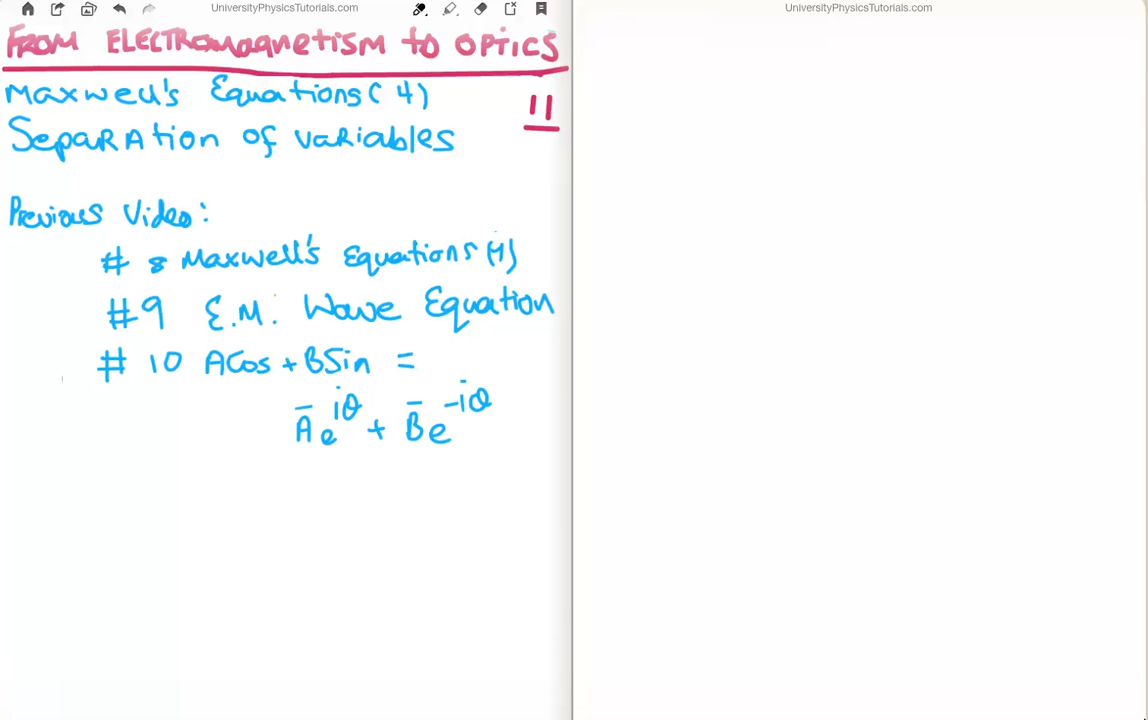 UniversityPhysicsTutorials.com
FROM ELECTROmagnetism to OPTICS
Maxwell's Equations (4)
11
Separation of variables
Previous Video:
# 8 Maxwell's Equations (1)
#9 E.M. Wave Equation
# 10 ACos + BSin =
A̅e^{iθ} + B̅e^{-iθ}
UniversityPhysicsTutorials.com